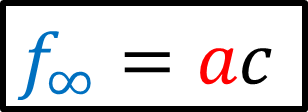 f∞ = ac